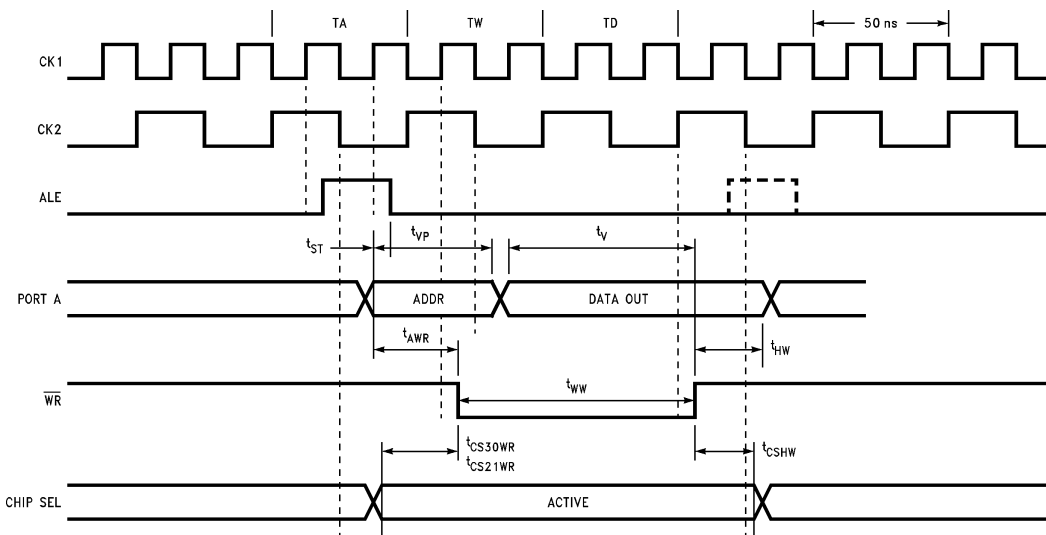 TA TW TD 50 ns
CK1
CK2
ALE
tST tVP tV
PORT A ADDR DATA OUT
tAWR tHW
WR tWW
tCS30WR tCSHW
tCS21WR
CHIP SEL ACTIVE